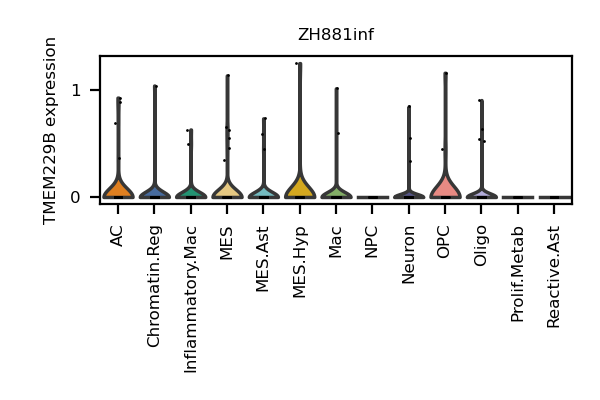 ZH881inf
TMEM229B expression
1
0
AC
Chromatin.Reg
Inflammatory.Mac
MES
MES.Ast
MES.Hyp
Mac
NPC
Neuron
OPC
Oligo
Prolif.Metab
Reactive.Ast